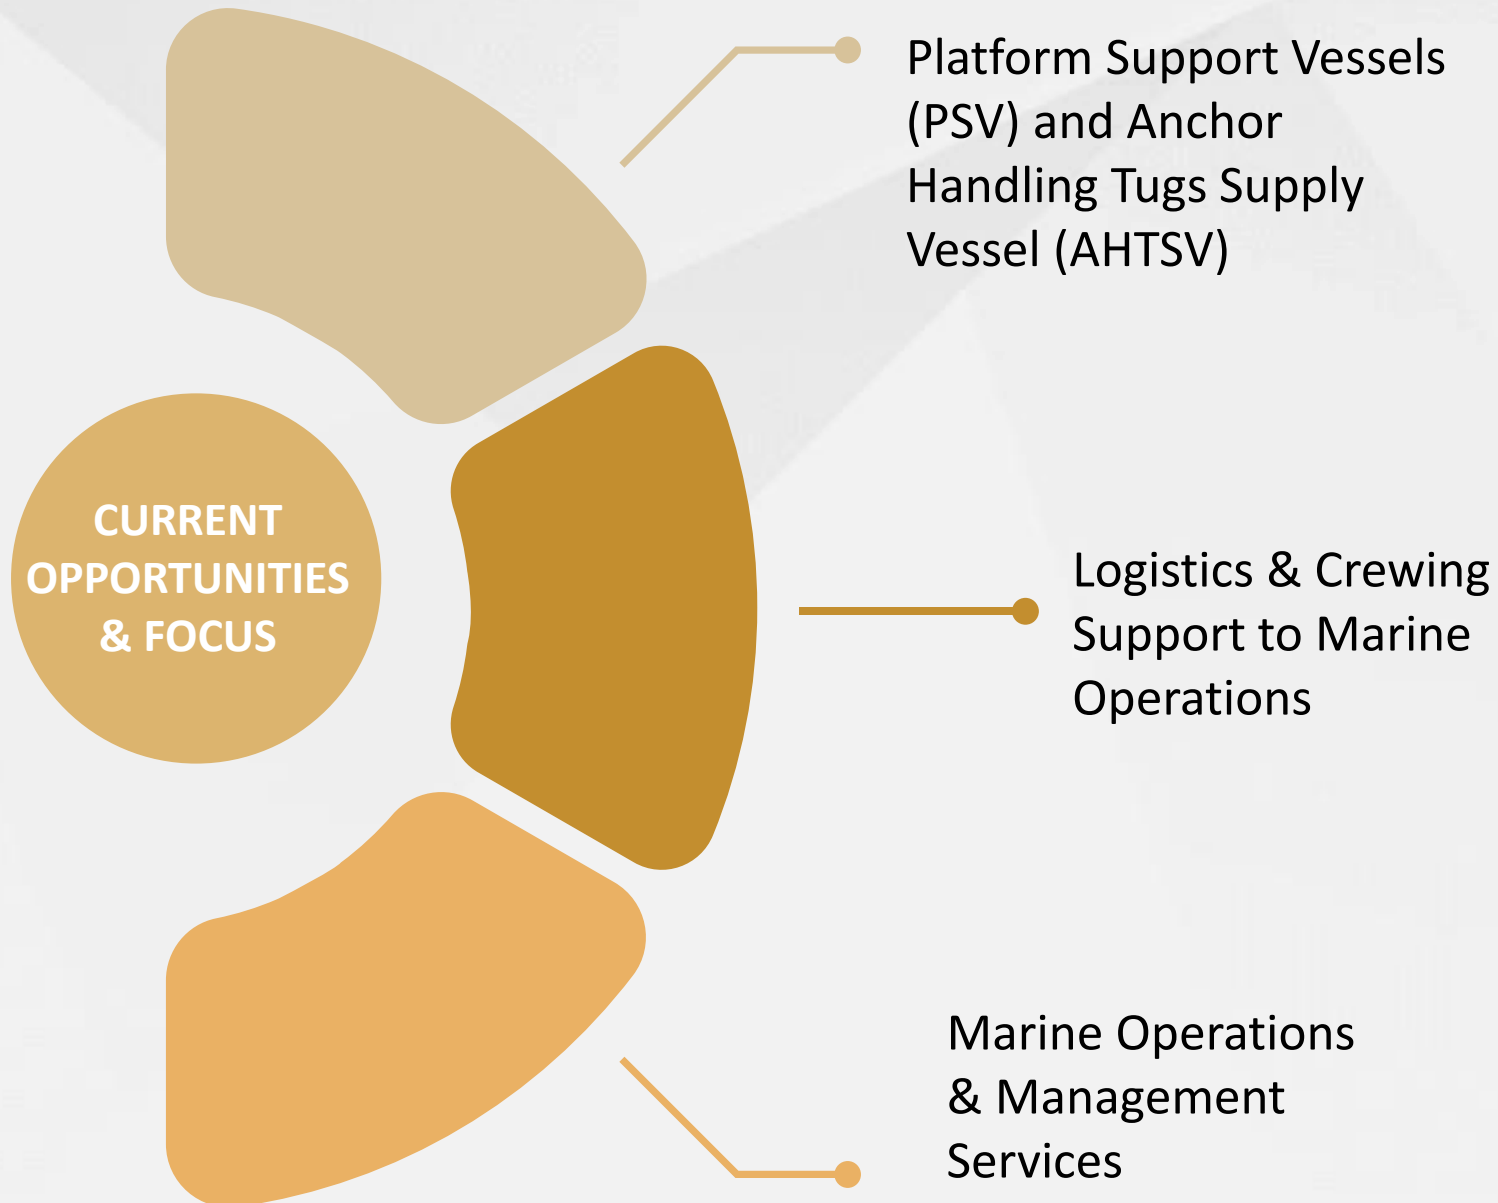 CURRENT
OPPORTUNITIES
& FOCUS
Platform Support Vessels
(PSV) and Anchor
Handling Tugs Supply
Vessel (AHTSV)
Logistics & Crewing
Support to Marine
Operations
Marine Operations
& Management
Services